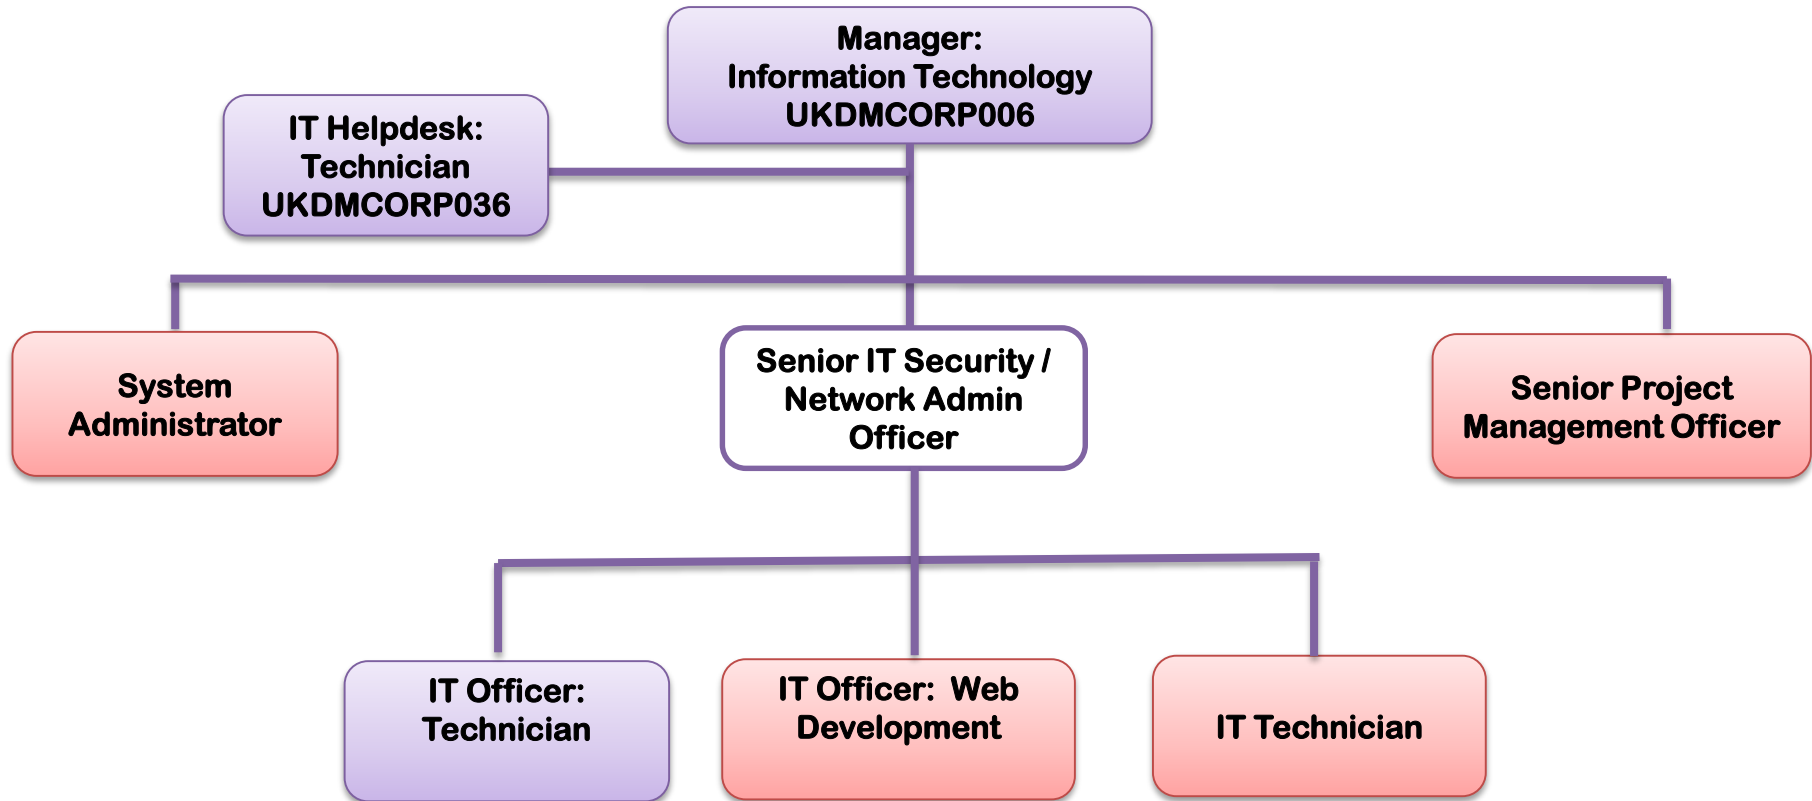 Manager:
Information Technology
UKDMCORP006
IT Helpdesk:
Technician
UKDMCORP036
System
Administrator
Senior IT Security /
Network Admin
Officer
Senior Project
Management Officer
IT Officer:
Technician
IT Officer:  Web
Development
IT Technician